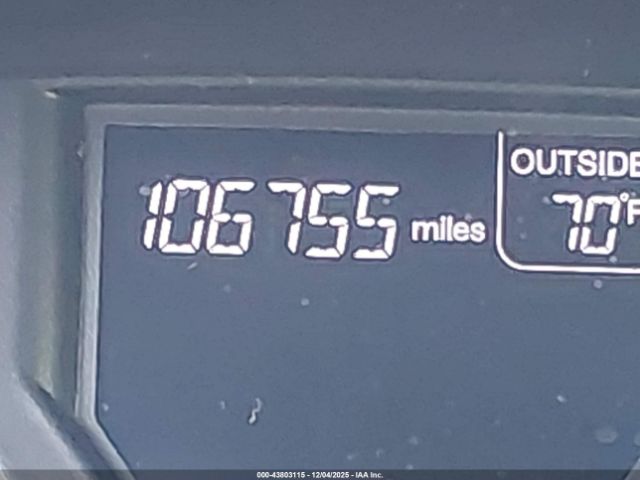 OUTSIDE
106755 miles
70°F
000-43803115 - 12/04/2025 - IAA Inc.